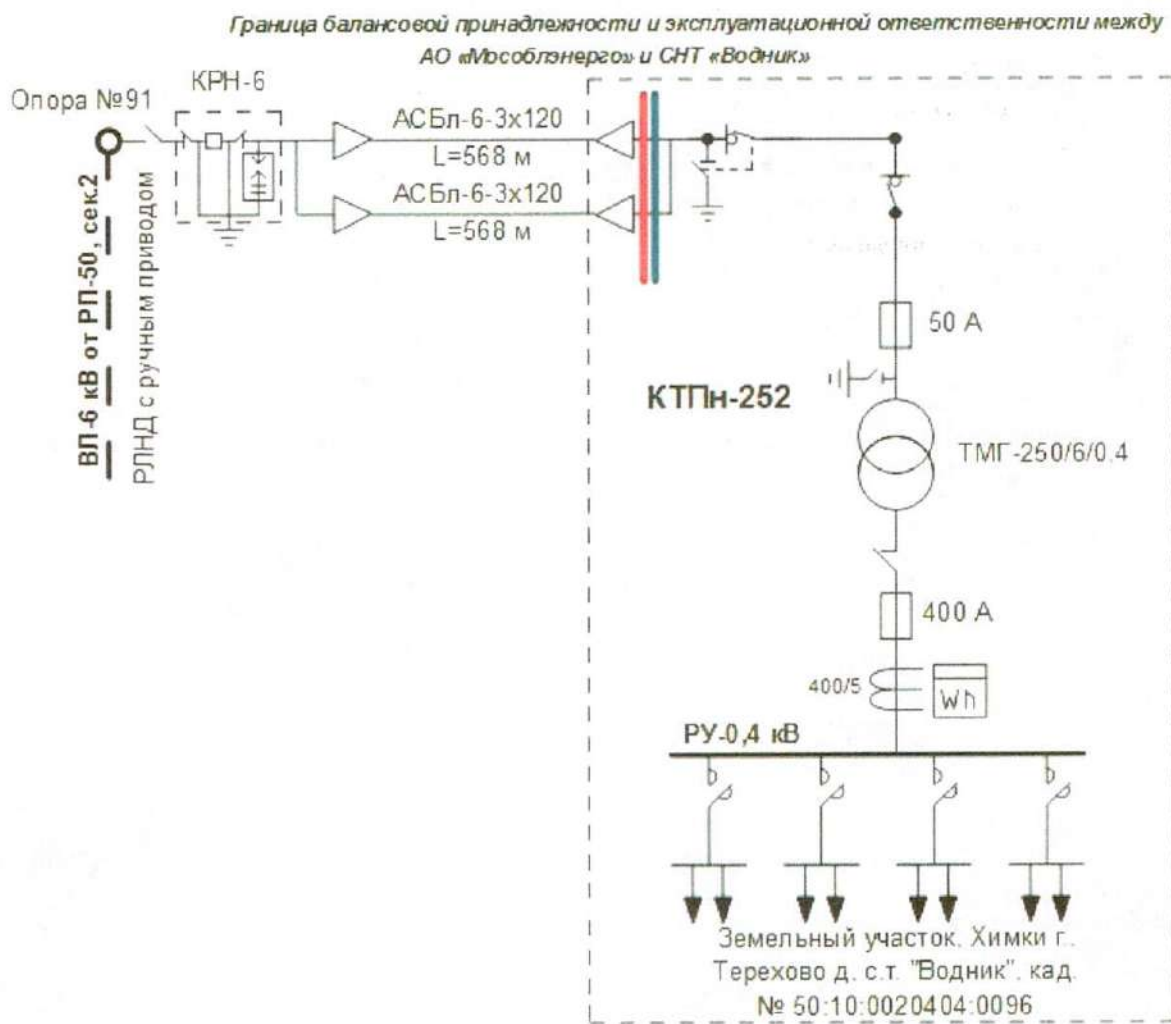 Граница балансовой принадлежности и эксплуатационной ответственности между
АО «Мособлэнерго» и СНТ «Водник»
КРН-6
Опора №91
АСБл-6-3х120
L=568 м
АСБл-6-3х120
L=568 м
ВЛ-6 кВ от РП-50, сек.2
РЛНД с ручным приводом
50 А
КТПн-252
ТМГ-250/6/0,4
400 А
400/5
Wh
РУ-0,4 кВ
Земельный участок. Химки г..
Терехово д. с.т. "Водник". кад.
№ 50:10:0020404:0096